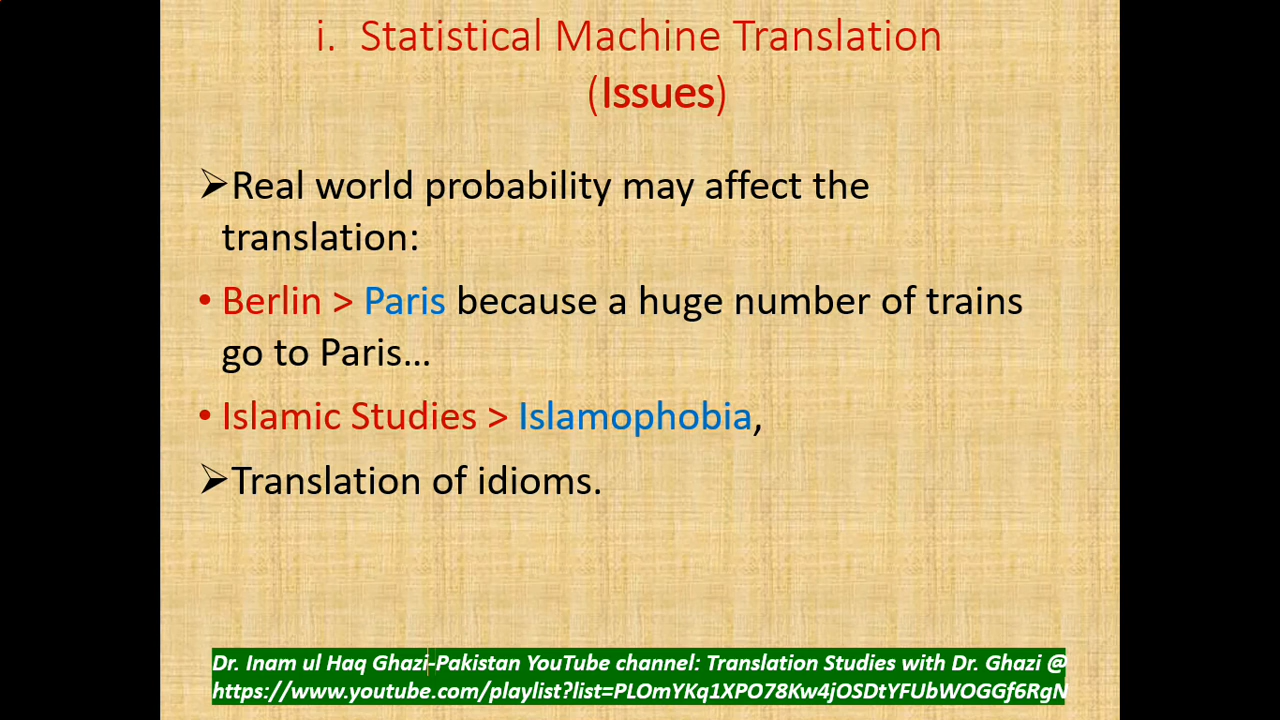 i. Statistical Machine Translation
(Issues)
➢Real world probability may affect the
translation:
• Berlin > Paris because a huge number of trains
go to Paris...
• Islamic Studies > Islamophobia,
➢Translation of idioms.
Dr. Inam ul Haq Ghazi-Pakistan YouTube channel: Translation Studies with Dr. Ghazi @
https://www.youtube.com/playlist?list=PLOmYKq1XPO78Kw4jOSDtYFUbWOGGf6RgN